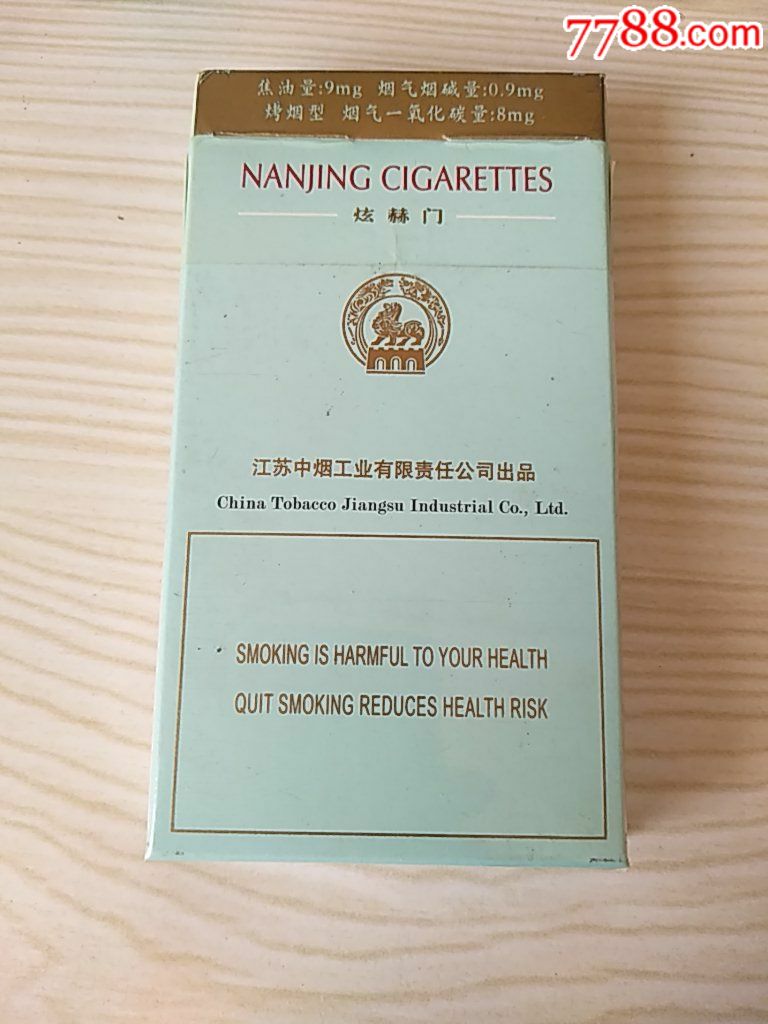 7788.com
焦油量:9mg 烟气烟碱量:0.9mg
烤烟型 烟气一氧化碳量:8mg
NANJING CIGARETTES
炫赫门
江苏中烟工业有限责任公司出品
China Tobacco Jiangsu Industrial Co., Ltd.
SMOKING IS HARMFUL TO YOUR HEALTH
QUIT SMOKING REDUCES HEALTH RISK